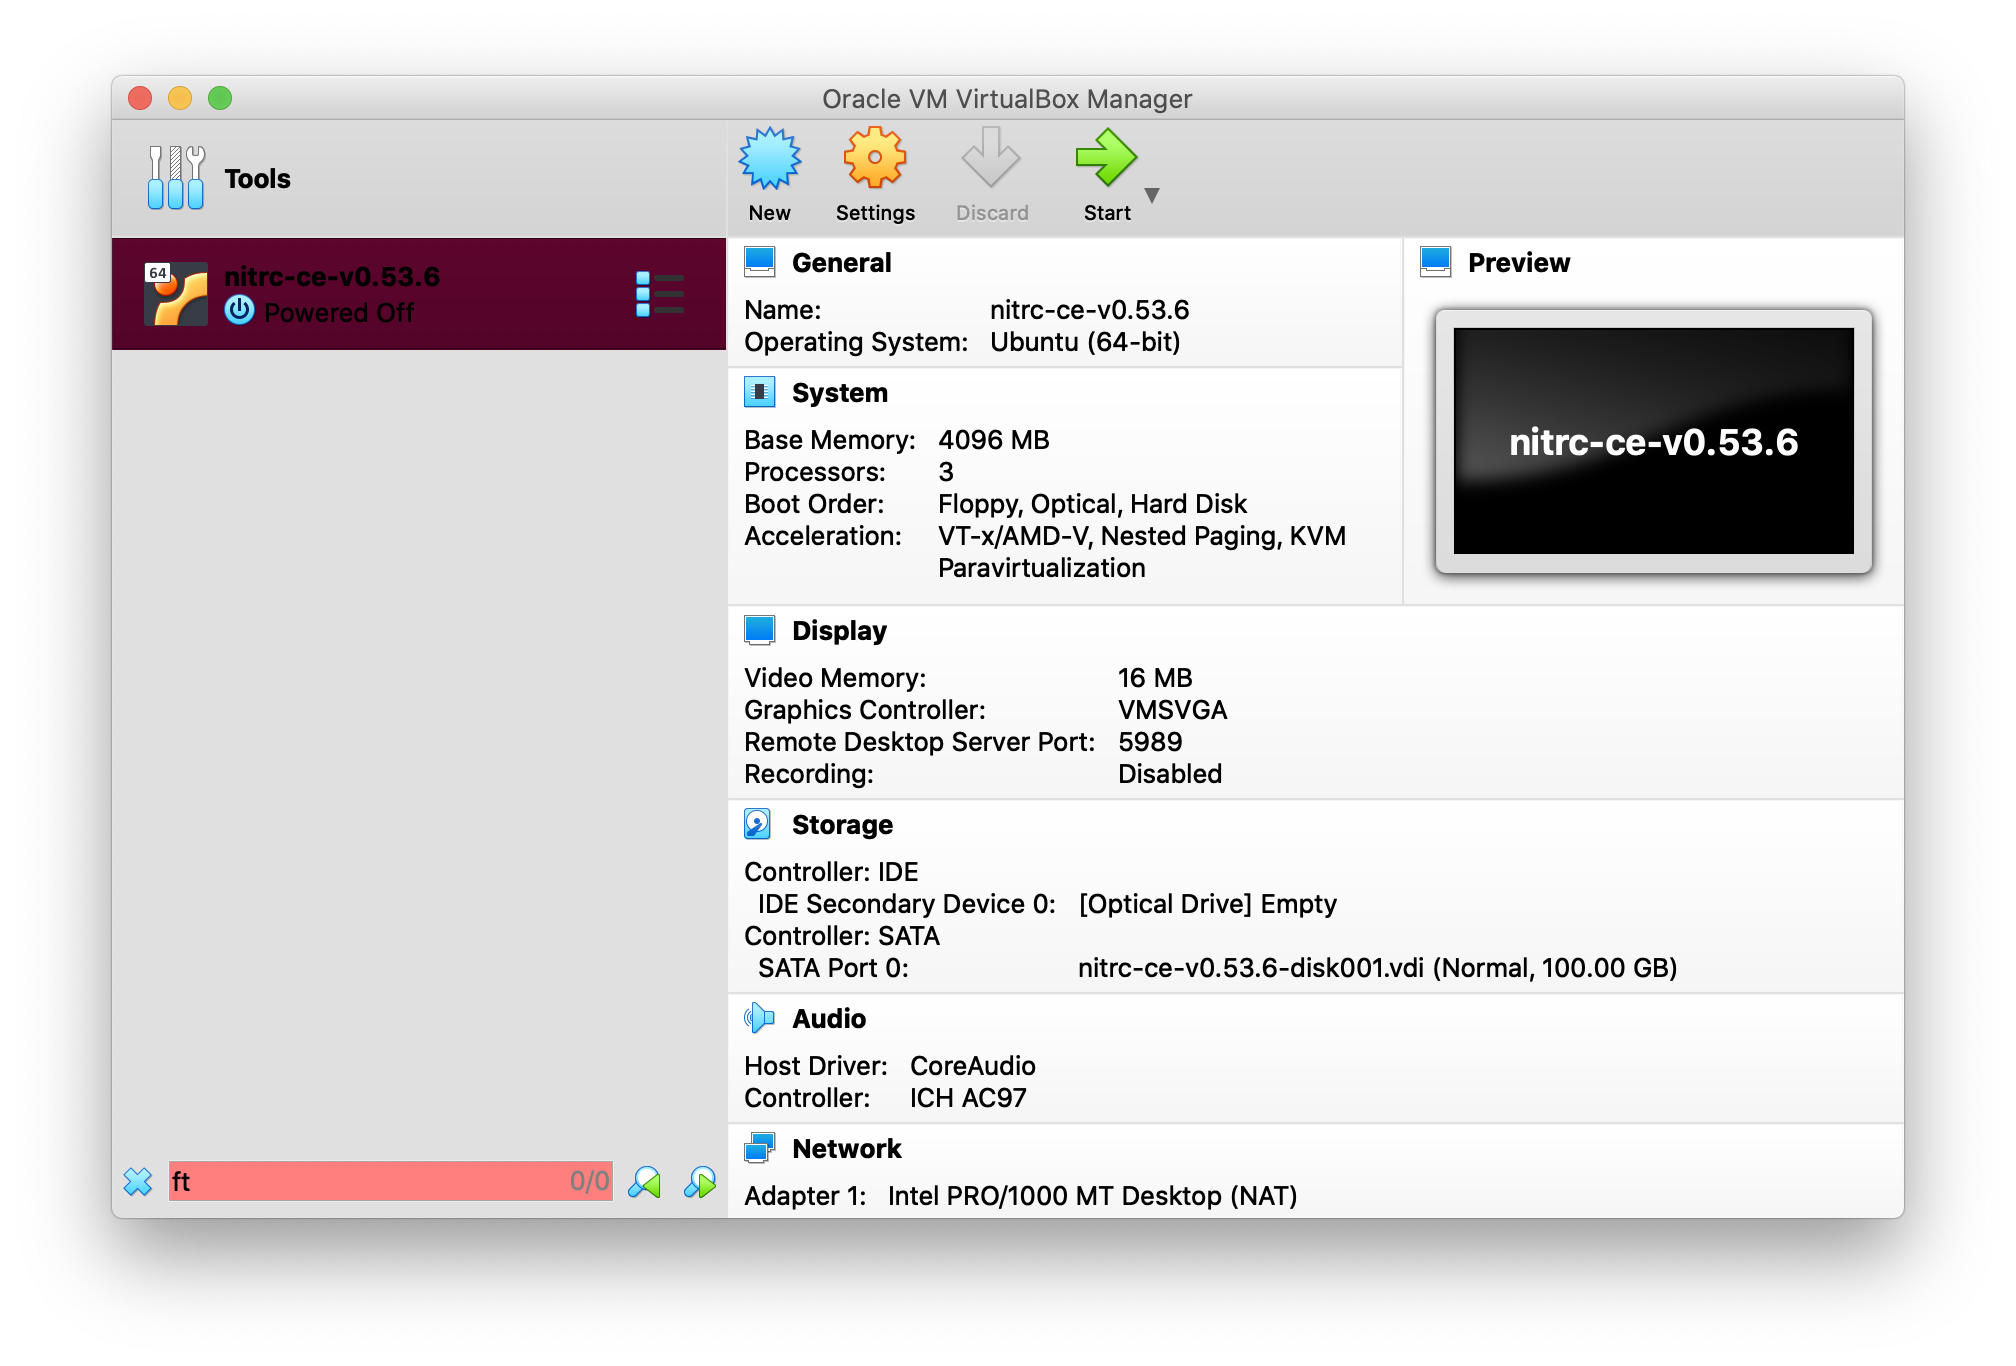 Oracle VM VirtualBox Manager
Tools
New Settings Discard Start
64
nitrc-ce-v0.53.6
Powered Off
General
Name: nitrc-ce-v0.53.6
Operating System: Ubuntu (64-bit)
Preview
nitrc-ce-v0.53.6
System
Base Memory: 4096 MB
Processors: 3
Boot Order: Floppy, Optical, Hard Disk
Acceleration: VT-x/AMD-V, Nested Paging, KVM
Paravirtualization
Display
Video Memory: 16 MB
Graphics Controller: VMSVGA
Remote Desktop Server Port: 5989
Recording: Disabled
Storage
Controller: IDE
IDE Secondary Device 0: [Optical Drive] Empty
Controller: SATA
SATA Port 0: nitrc-ce-v0.53.6-disk001.vdi (Normal, 100.00 GB)
Audio
Host Driver: CoreAudio
Controller: ICH AC97
Network
Adapter 1: Intel PRO/1000 MT Desktop (NAT)
ft 0/0